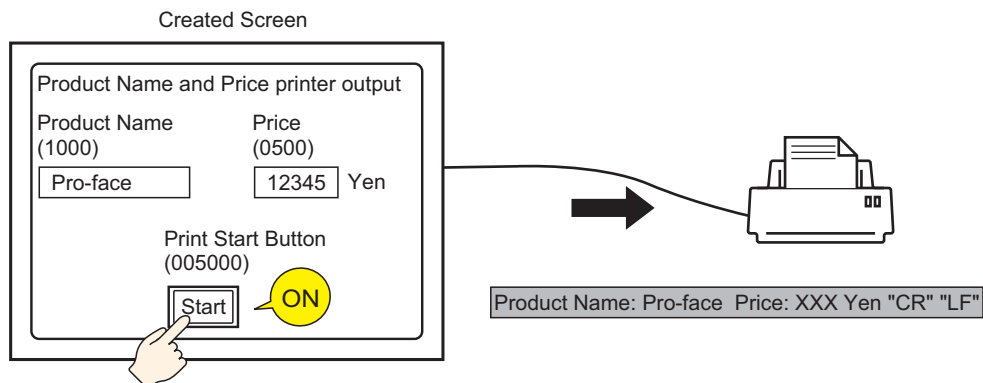 Created Screen
Product Name and Price printer output
Product Name Price
(1000) (0500)
Pro-face 12345 Yen
Print Start Button
(005000)
Start ON
Product Name: Pro-face Price: XXX Yen "CR" "LF"